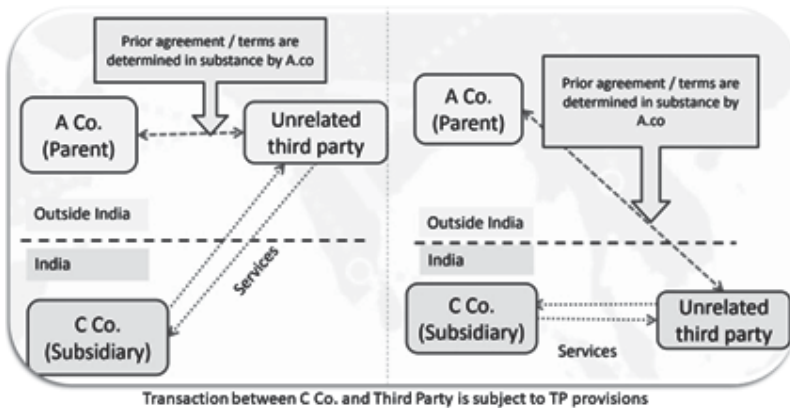 Prior agreement / terms are
determined in substance by A.co
A Co.
(Parent)
Unrelated
third party
Outside India
India
Services
C Co.
(Subsidiary)
Prior agreement / terms are
determined in substance by
A.co
A Co.
(Parent)
Outside India
India
C Co.
(Subsidiary)
Unrelated
third party
Services
Transaction between C Co. and Third Party is subject to TP provisions